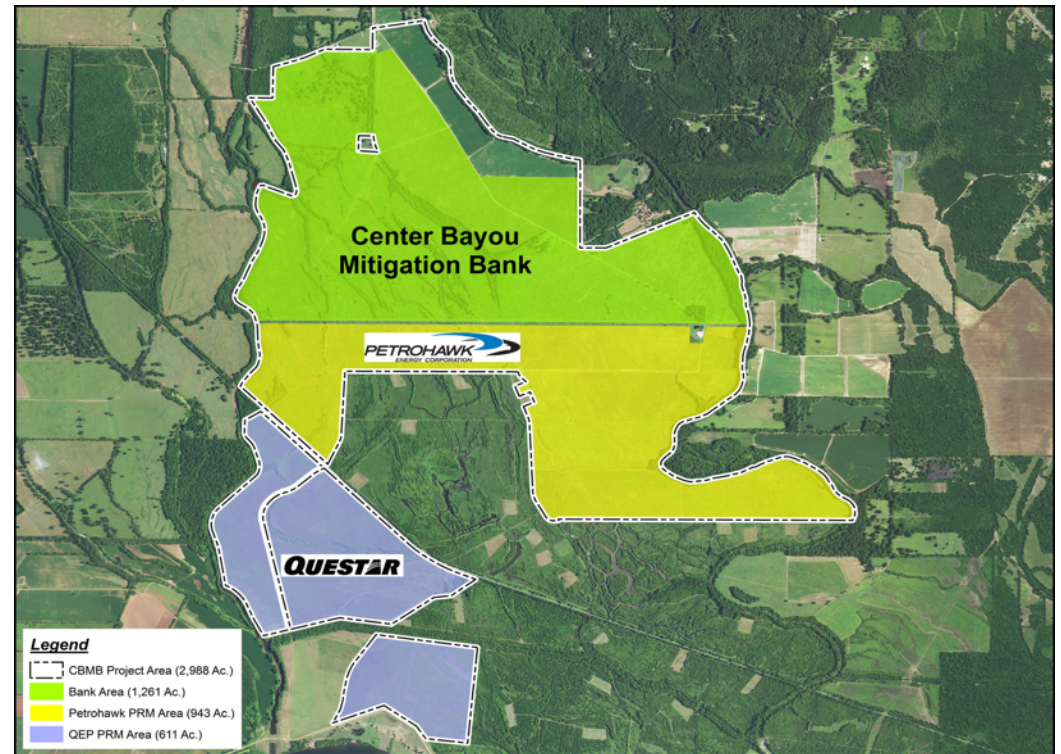 Center Bayou
Mitigation Bank
PETROHAWK
ENERGY CORPORATION
QUESTAR
Legend
CBMB Project Area (2,988 Ac.)
Bank Area (1,261 Ac.)
Petrohawk PRM Area (943 Ac.)
QEP PRM Area (611 Ac.)